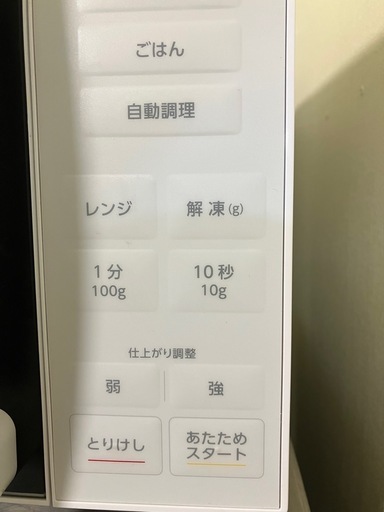 ごはん
自動調理
レンジ
解凍(g)
1分
100g
10秒
10g
仕上がり調整
弱
強
とりけし
あたため
スタート